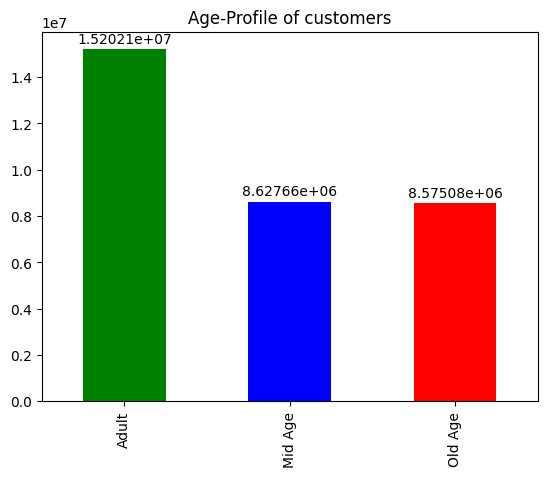 Age-Profile of customers
1e7
1.52021e+07
8.62766e+06
8.57508e+06
1.4
1.2
1.0
0.8
0.6
0.4
0.2
0.0
Adult
Mid Age
Old Age